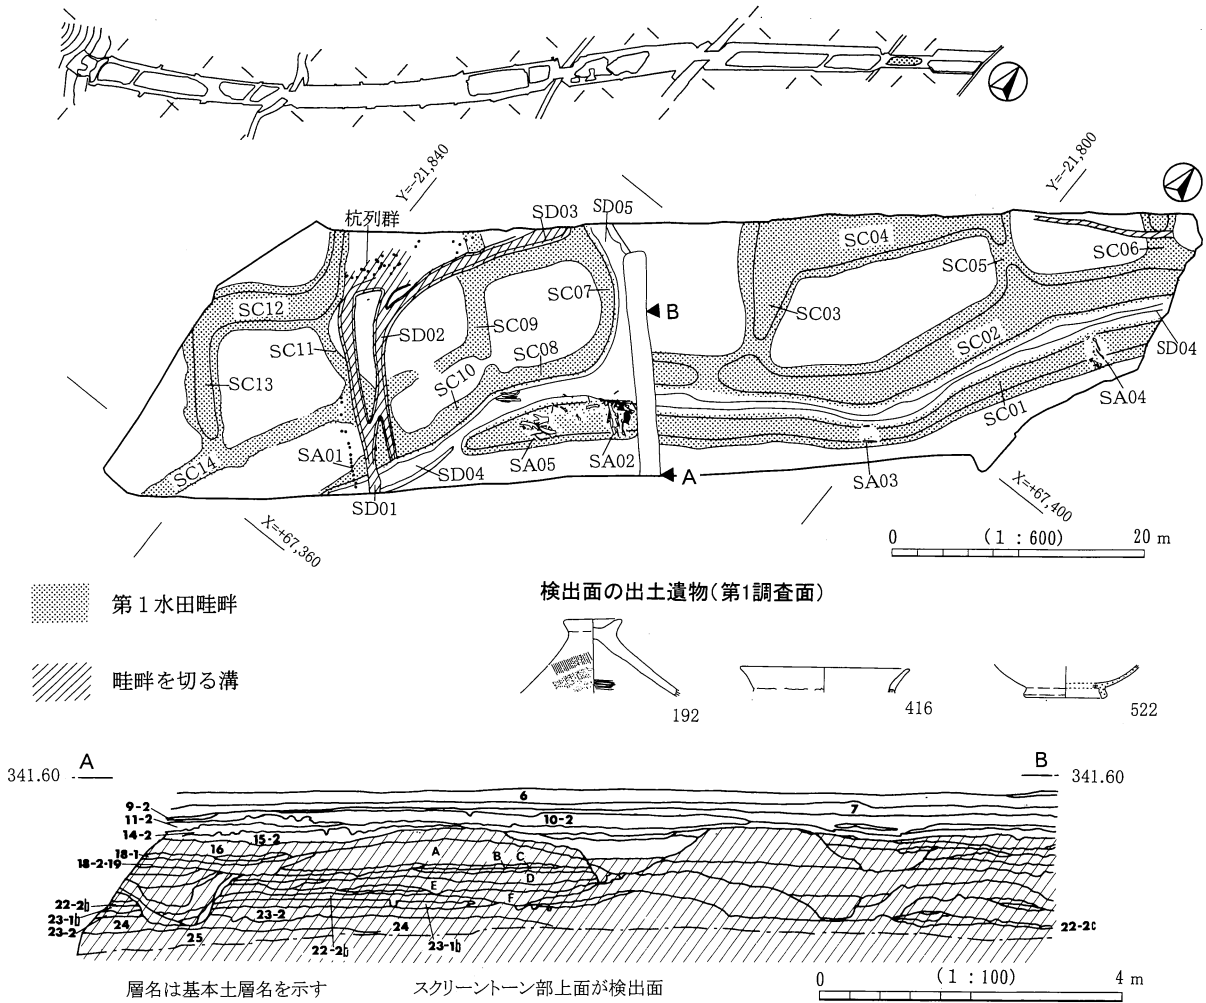 Y=-21,840
Y=-21,800
杭列群
SD03
SD05
SC04
SC06
SC05
SC12
SC07
B
SC03
SD02
SC09
SC11
SC08
SC02
SD04
SC13
SC10
SC01
SA04
SC14
SA01
SD04
SA05
SA02
A
SA03
SD01
X=+67,360
X=+67,400
0 (1:600) 20 m
第1水田畦畔
畦畔を切る溝
検出面の出土遺物(第1調査面)
192
416
522
341.60 A
B 341.60
6
7
9-2
10-2
11-2
14-2
15-2
16
18-1
18-2・19
A
B
C
D
E
F
22-2b
23-1b
23-2
24
25
23-2
22-2b
24
23-1b
22-2c
層名は基本土層名を示す
スクリーントーン部上面が検出面
0 (1:100) 4 m